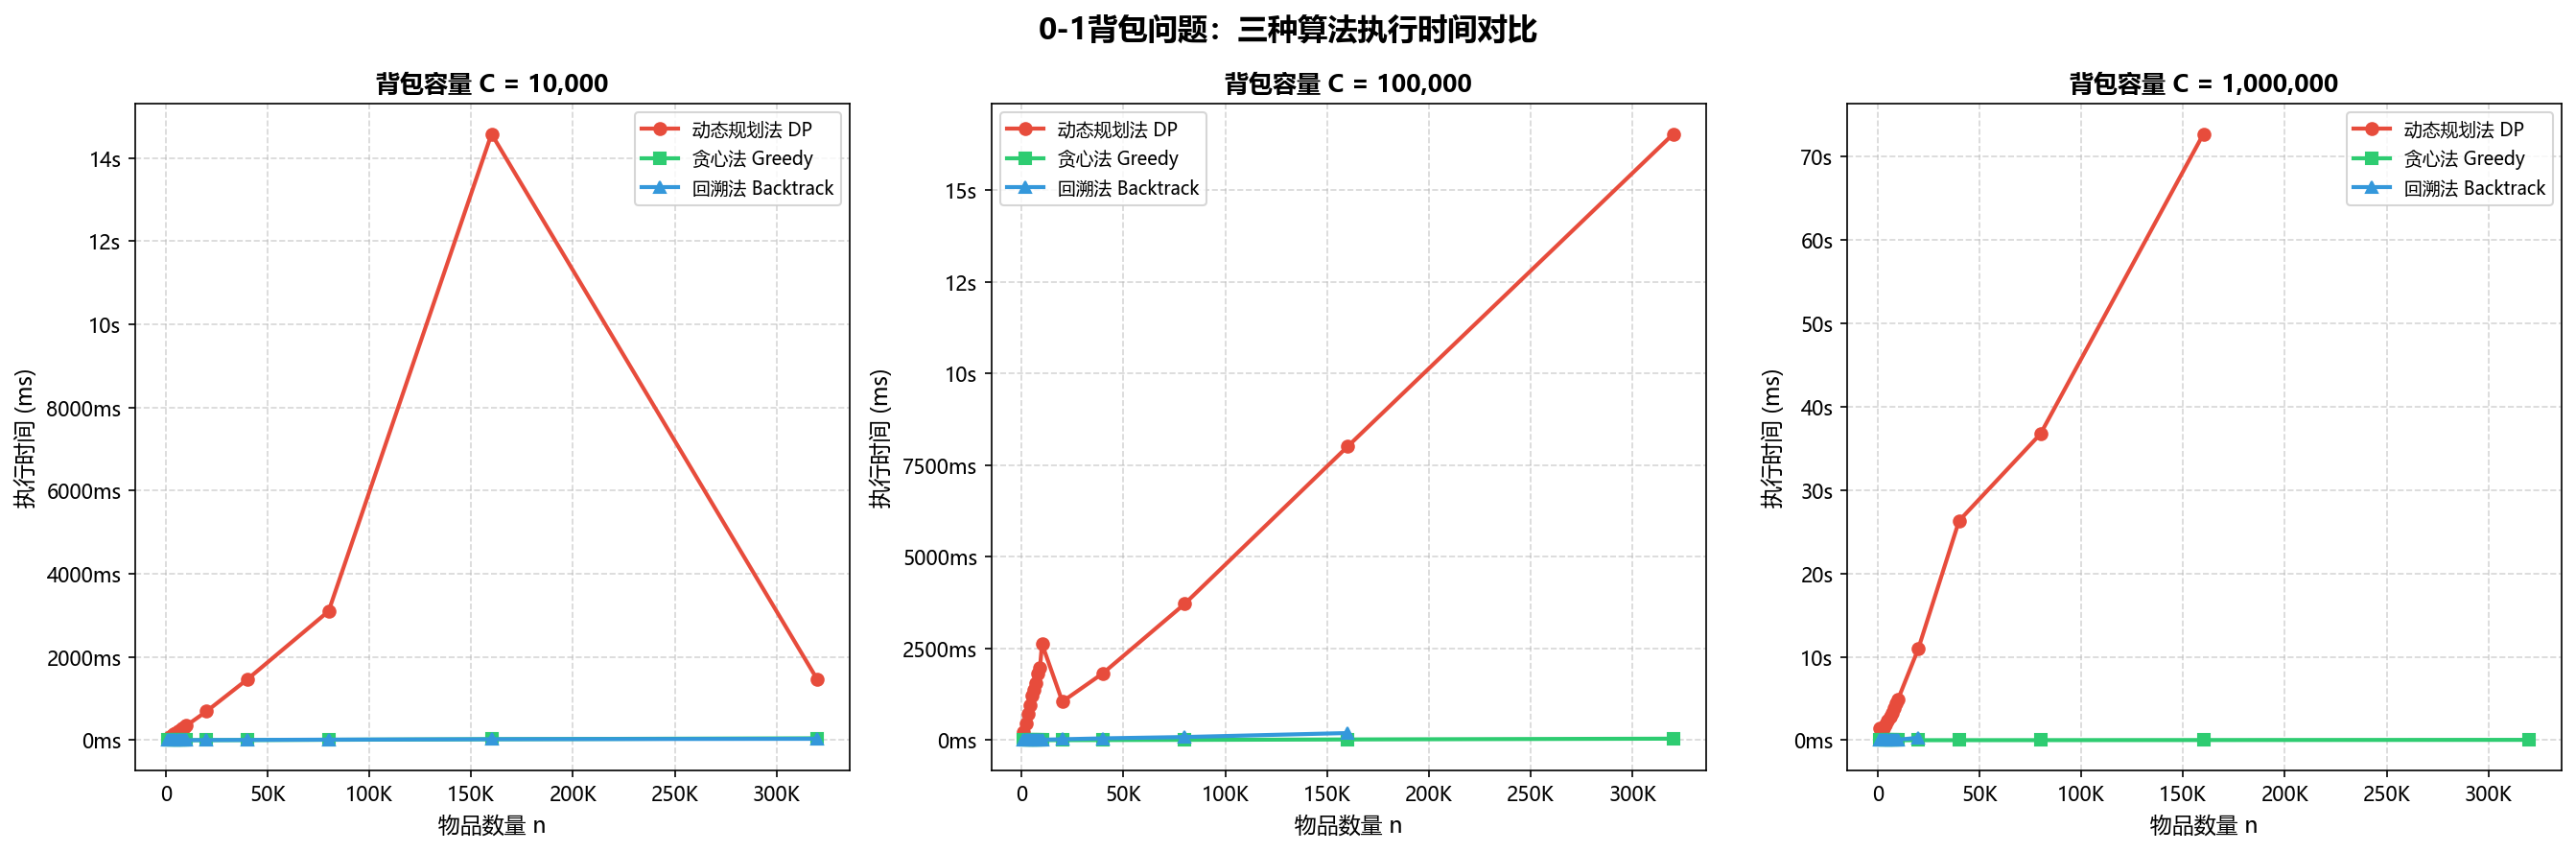 0-1背包问题：三种算法执行时间对比
背包容量 C = 10,000
动态规划法 DP
贪心法 Greedy
回溯法 Backtrack
14s
12s
10s
8000ms
6000ms
4000ms
2000ms
0ms
执行时间 (ms)
0 50K 100K 150K 200K 250K 300K
物品数量 n
背包容量 C = 100,000
动态规划法 DP
贪心法 Greedy
回溯法 Backtrack
15s
12s
10s
7500ms
5000ms
2500ms
0ms
执行时间 (ms)
0 50K 100K 150K 200K 250K 300K
物品数量 n
背包容量 C = 1,000,000
动态规划法 DP
贪心法 Greedy
回溯法 Backtrack
70s
60s
50s
40s
30s
20s
10s
0ms
执行时间 (ms)
0 50K 100K 150K 200K 250K 300K
物品数量 n